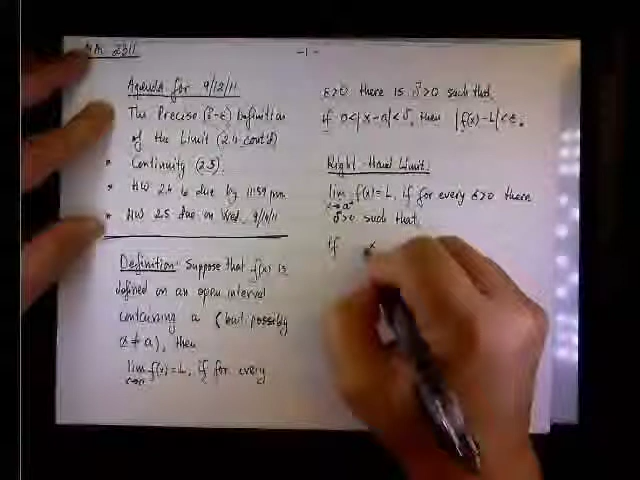 MA 2311
-1-
Agenda for 9/12/11
The Precise (δ-ε) Definition
of the Limit (2.4 cont'd)
* Continuity (2.5).
* HW 2.4 is due by 11:59 pm
* HW 2.5 due on Wed, 9/14/11
Definition: Suppose that f(x) is
defined on an open interval
containing a (but possibly
x ≠ a), then
lim f(x) = L, if for every
x→a
ε>0 there is δ>0 such that
if 0<|x-a|<δ, then |f(x)-L|<ε.
Right-Hand Limit.
lim f(x) = L, if for every ε>0 there
x→a⁺
δ>0 such that
if x